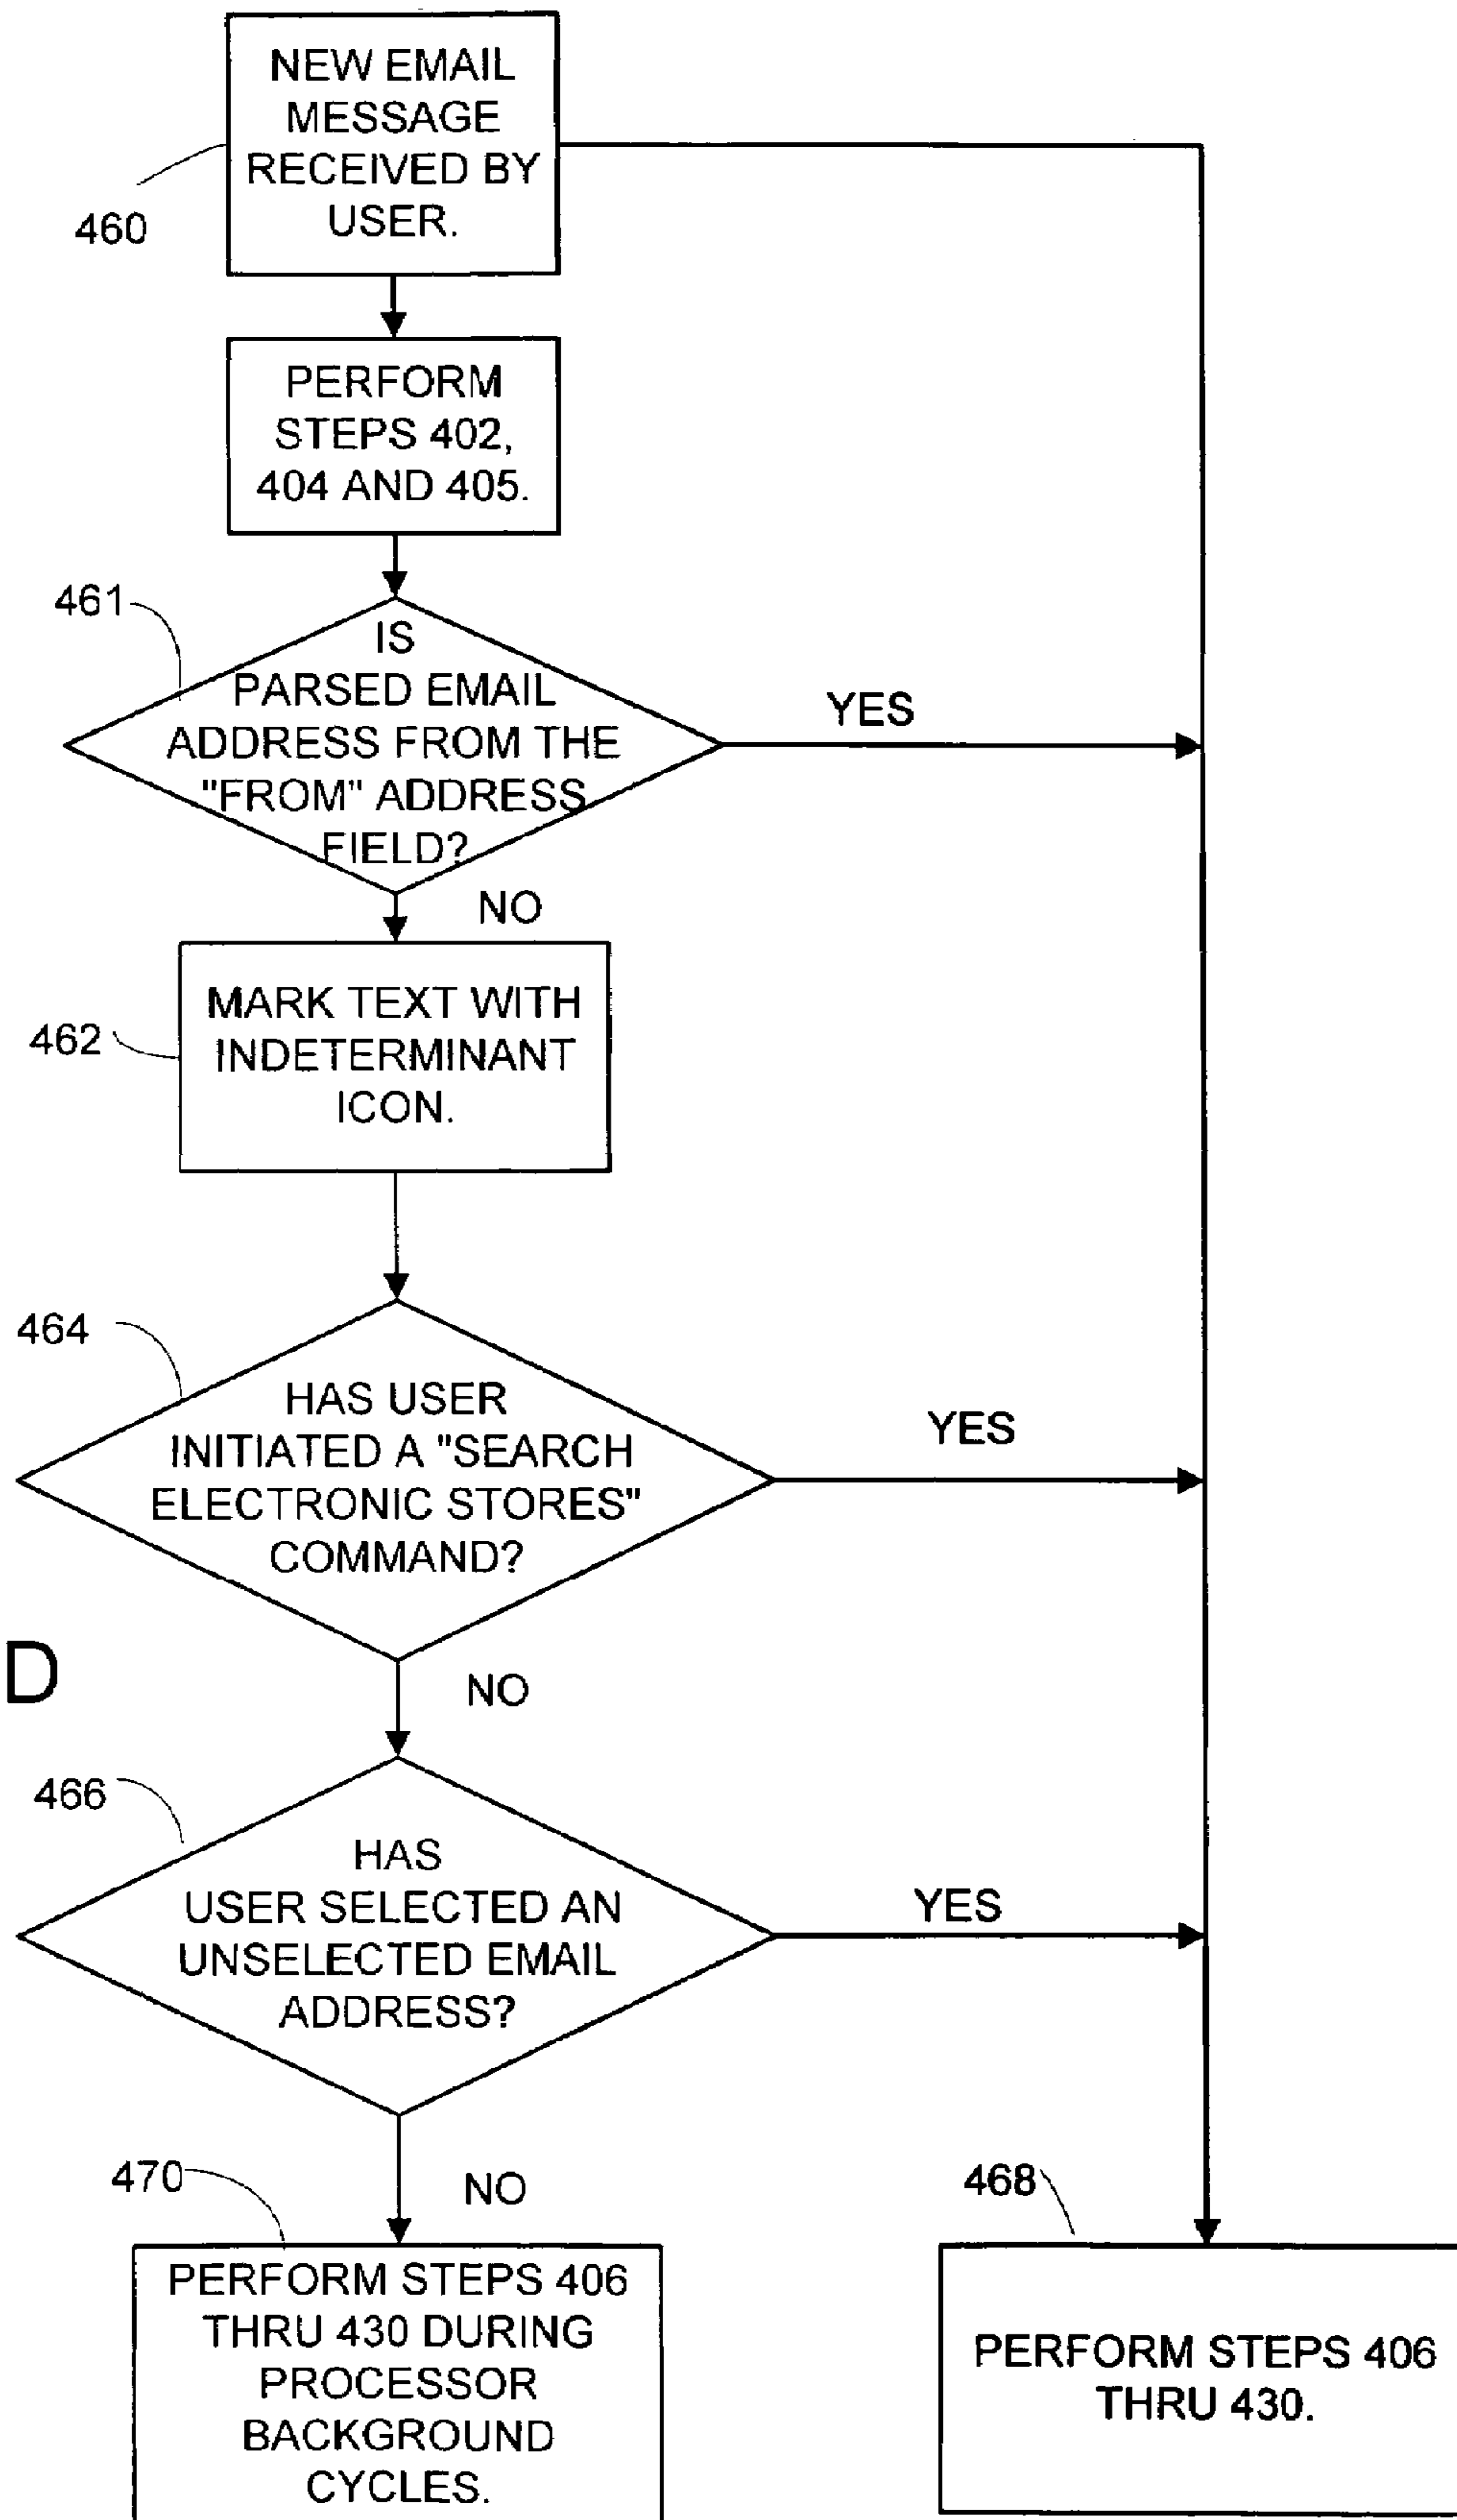 NEW EMAIL
MESSAGE
RECEIVED BY
USER.
460
PERFORM
STEPS 402,
404 AND 405.
461
IS
PARSED EMAIL
ADDRESS FROM THE
"FROM" ADDRESS
FIELD?
YES
NO
MARK TEXT WITH
INDETERMINANT
ICON.
462
464
HAS USER
INITIATED A "SEARCH
ELECTRONIC STORES"
COMMAND?
YES
D
NO
466
HAS
USER SELECTED AN
UNSELECTED EMAIL
ADDRESS?
YES
470
NO
468
PERFORM STEPS 406
THRU 430 DURING
PROCESSOR
BACKGROUND
CYCLES.
PERFORM STEPS 406
THRU 430.